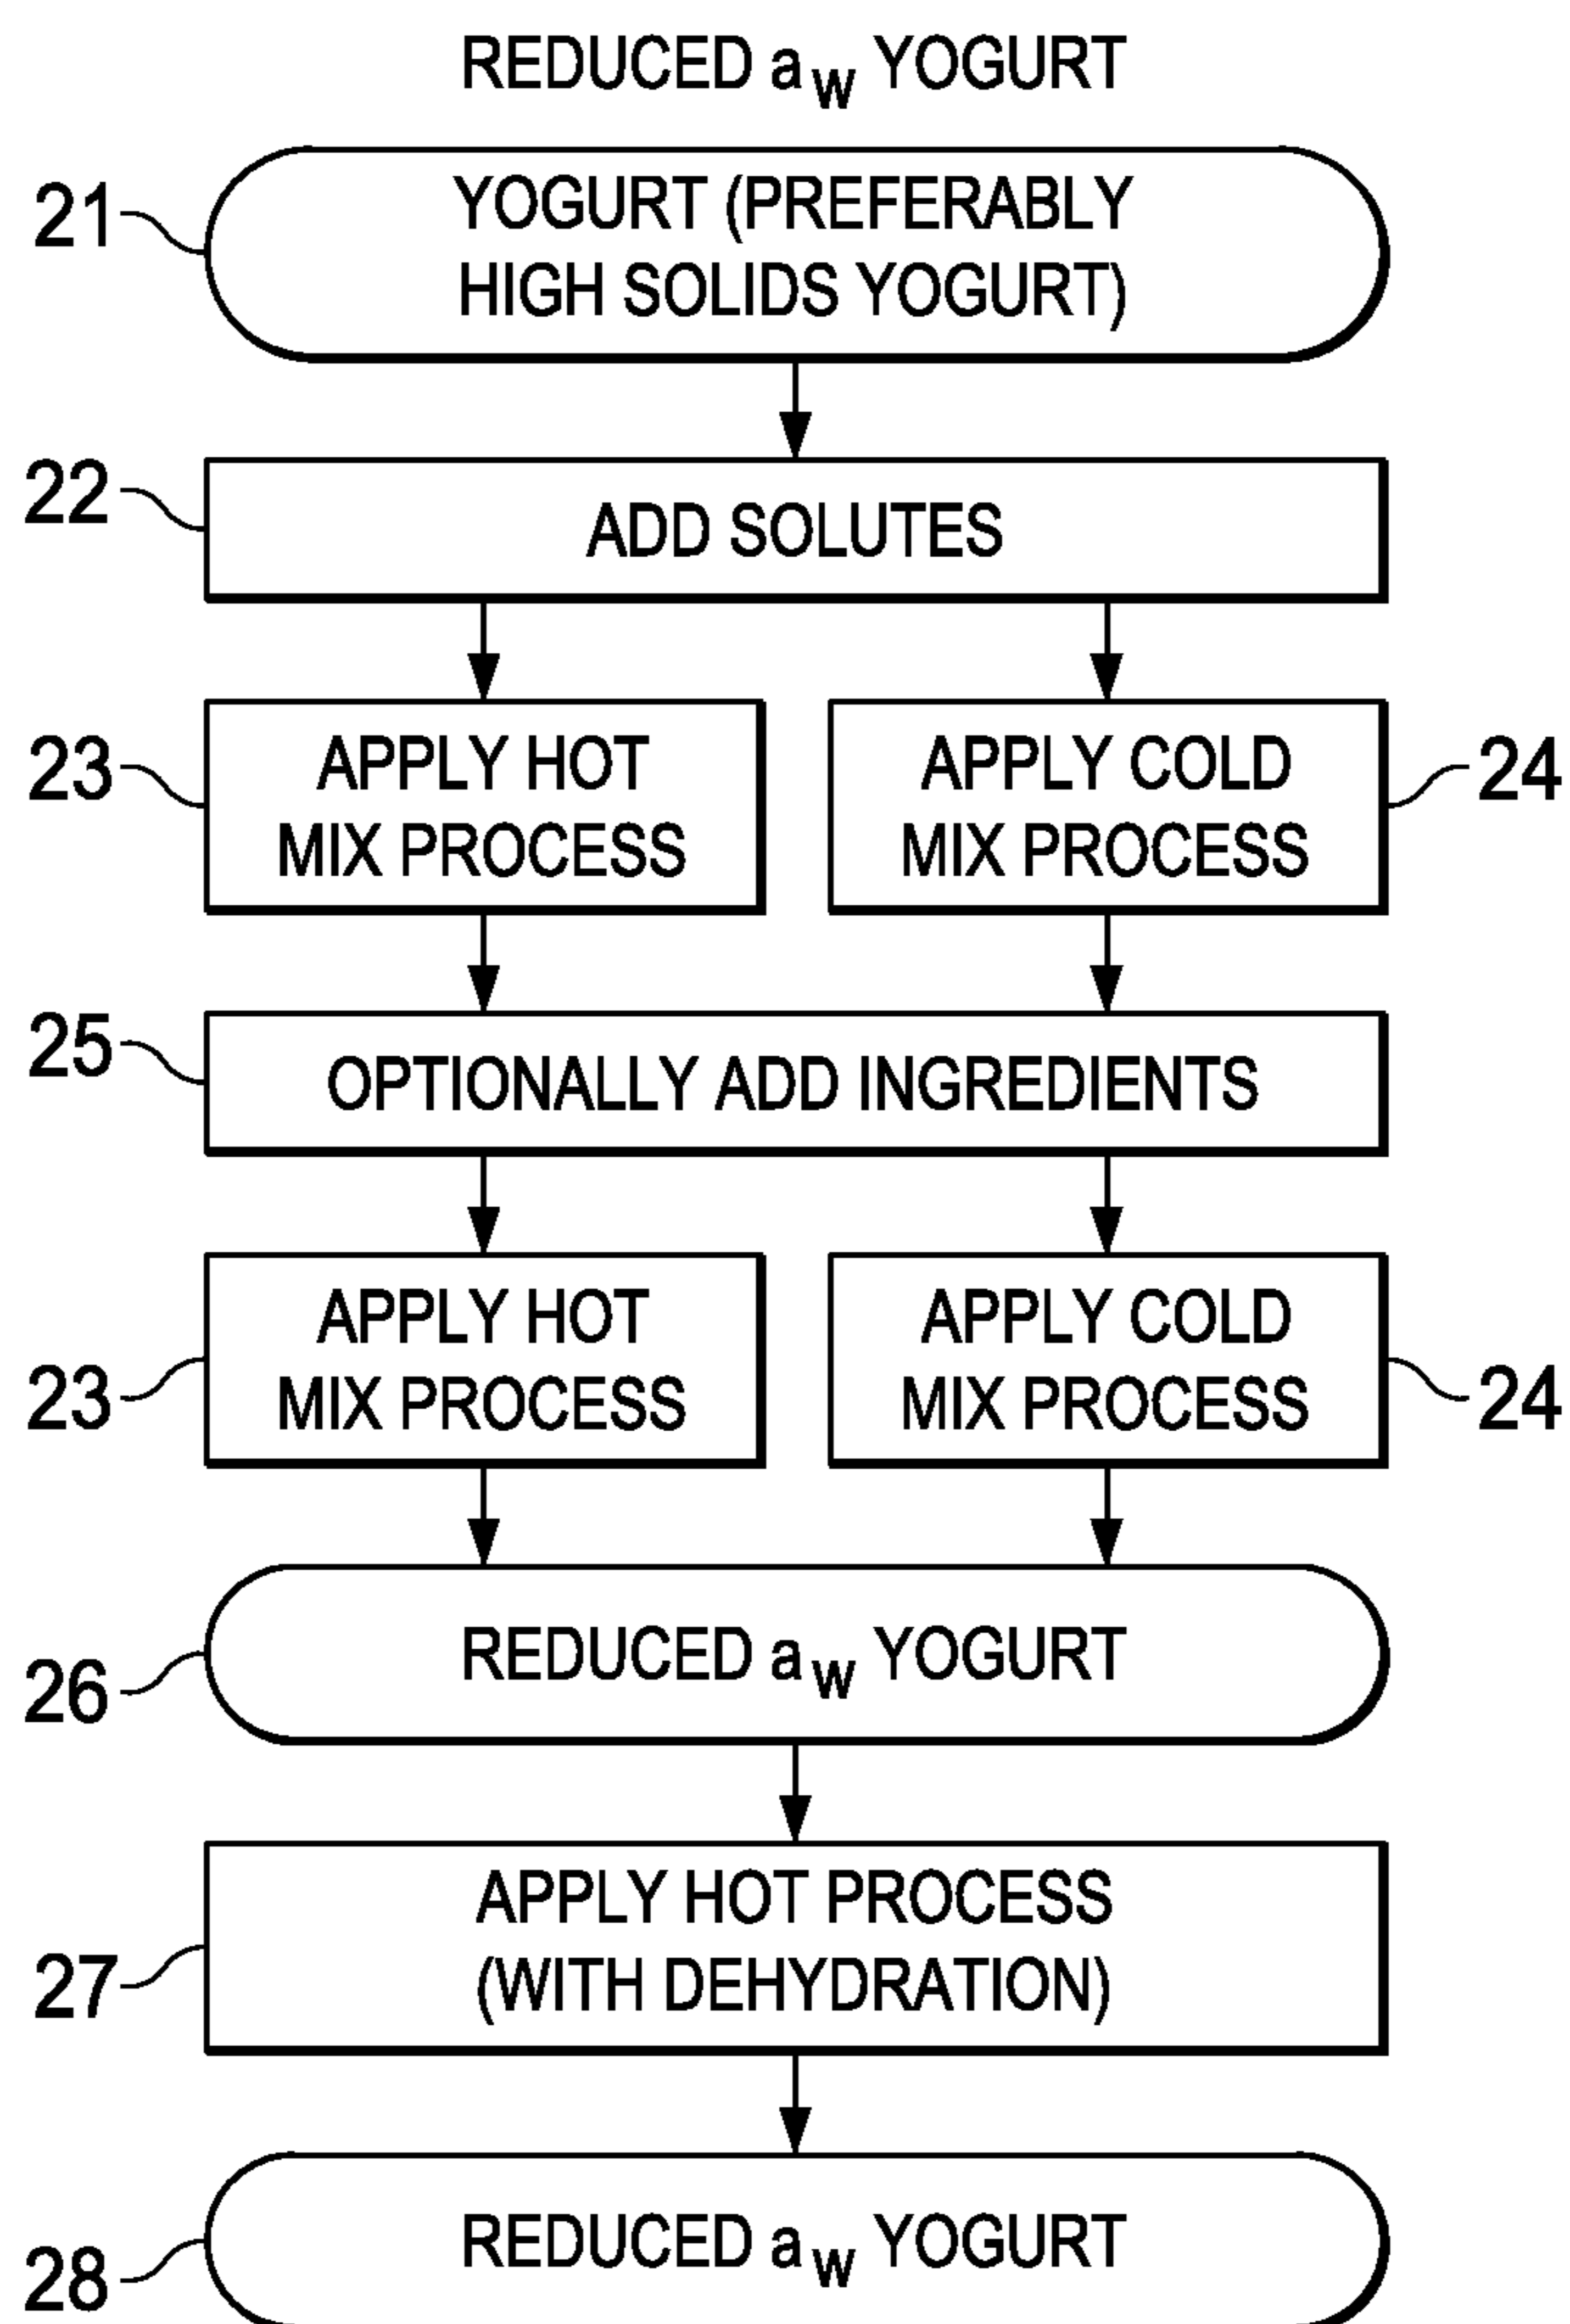 REDUCED aw YOGURT
21
YOGURT (PREFERABLY
HIGH SOLIDS YOGURT)
22
ADD SOLUTES
23
APPLY HOT
MIX PROCESS
APPLY COLD
MIX PROCESS
24
25
OPTIONALLY ADD INGREDIENTS
23
APPLY HOT
MIX PROCESS
APPLY COLD
MIX PROCESS
24
26
REDUCED aw YOGURT
27
APPLY HOT PROCESS
(WITH DEHYDRATION)
28
REDUCED aw YOGURT